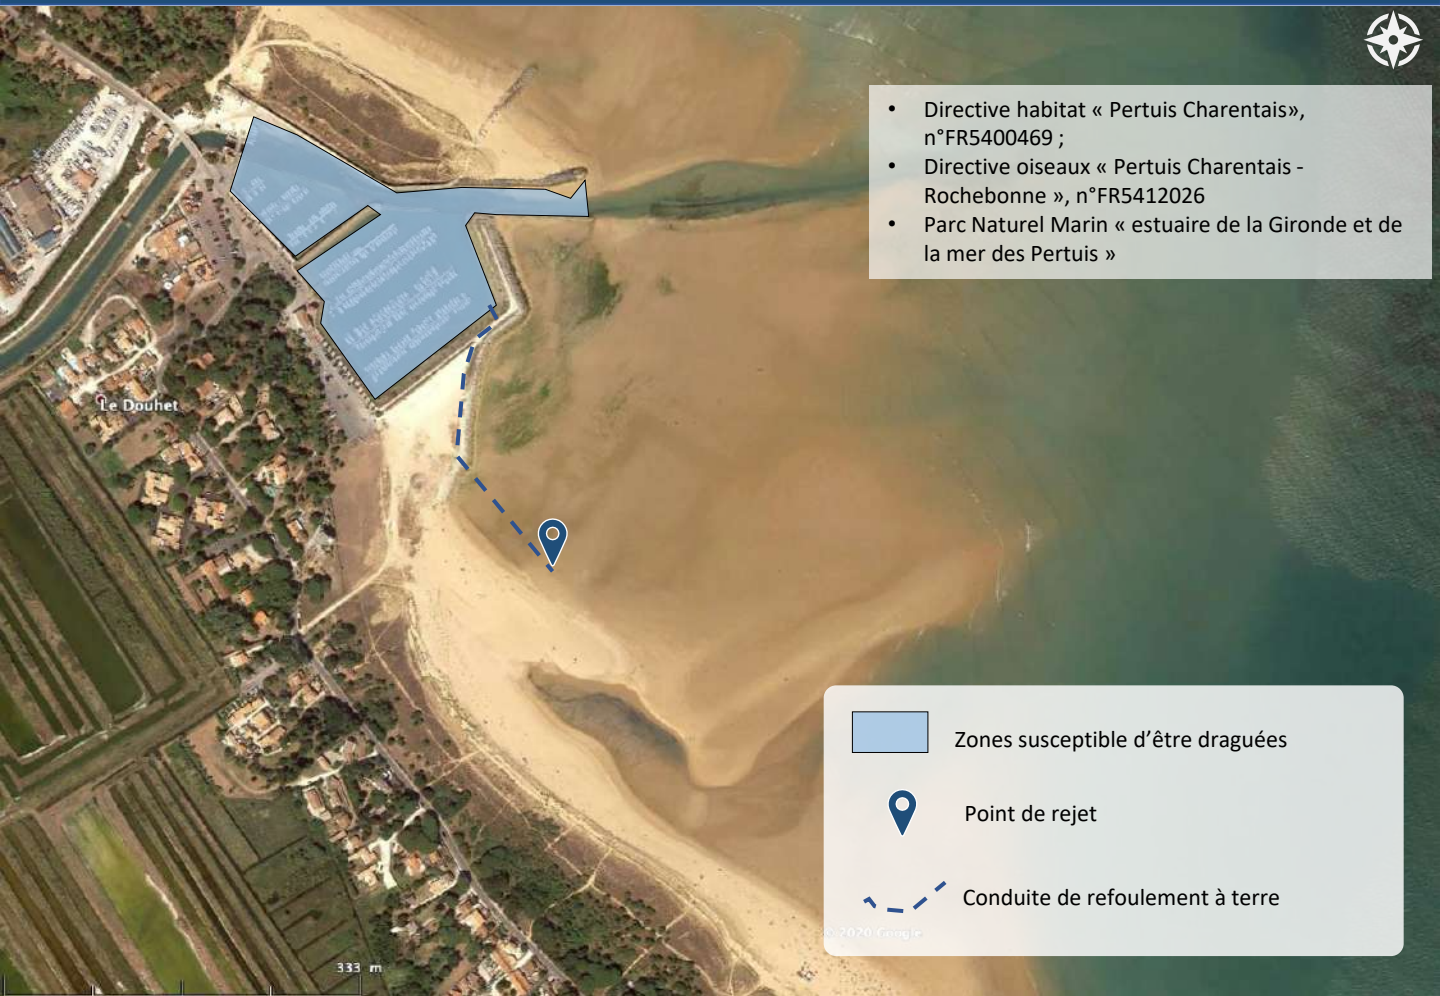 • Directive habitat « Pertuis Charentais»,
n°FR5400469 ;
• Directive oiseaux « Pertuis Charentais -
Rochebonne », n°FR5412026
• Parc Naturel Marin « estuaire de la Gironde et de
la mer des Pertuis »
Le Douhet
Zones susceptible d’être draguées
Point de rejet
Conduite de refoulement à terre
© 2020 Google
333 m